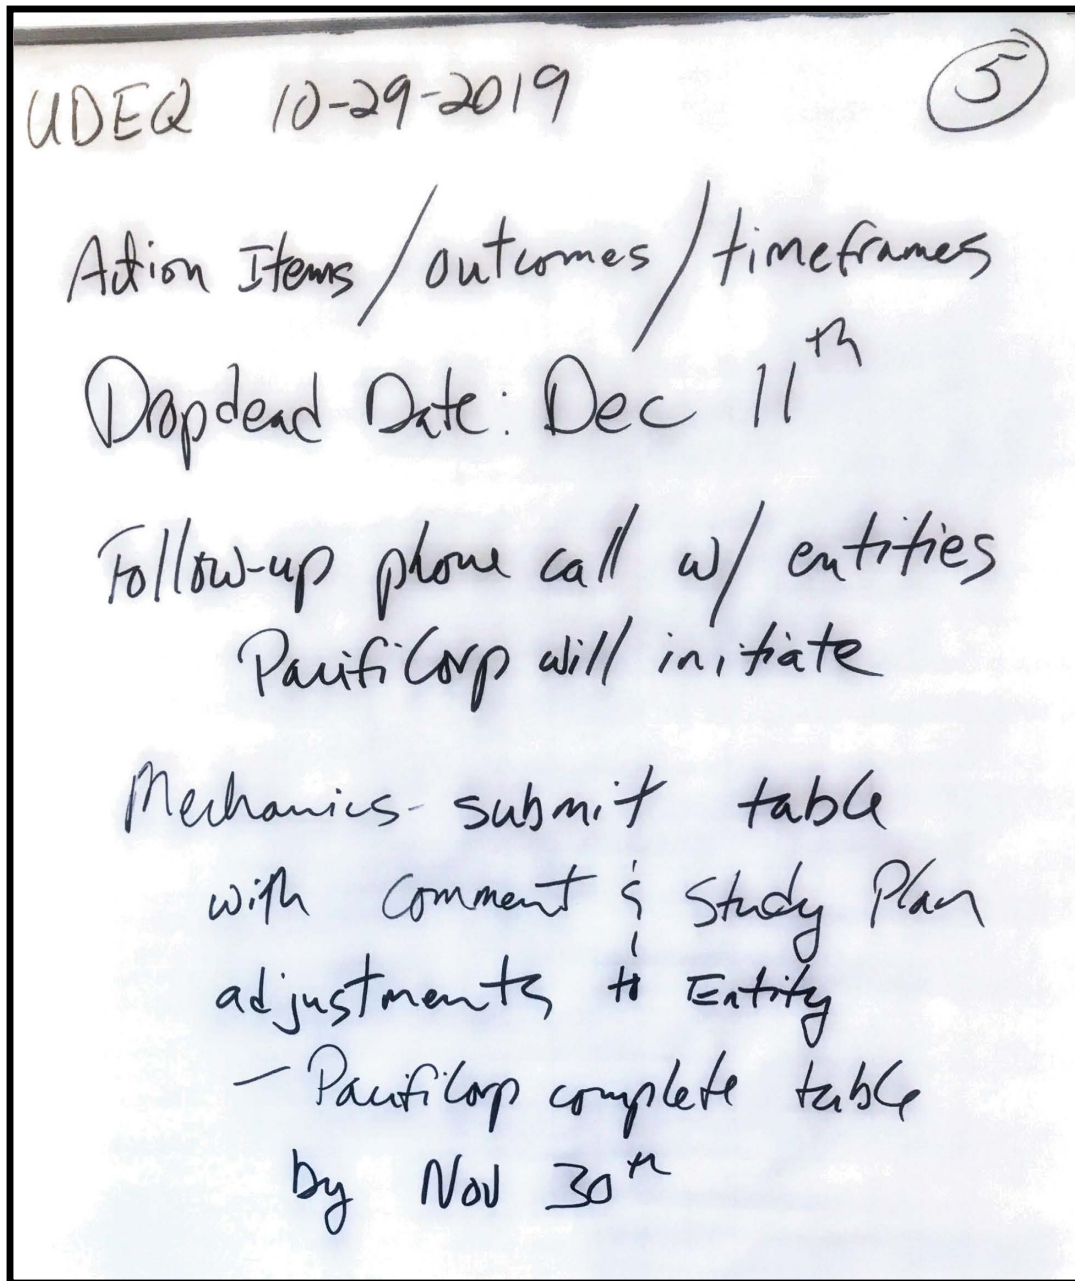 UDEQ 10-29-2019 5
Action Items/outcomes/timeframes
Dropdead Date: Dec 11th
Follow-up phone call w/ entities
PacifiCorp will initiate
Mechanics - submit table
with comment & Study Plan
adjustments to Entity
- PacifiCorp complete table
by Nov 30th